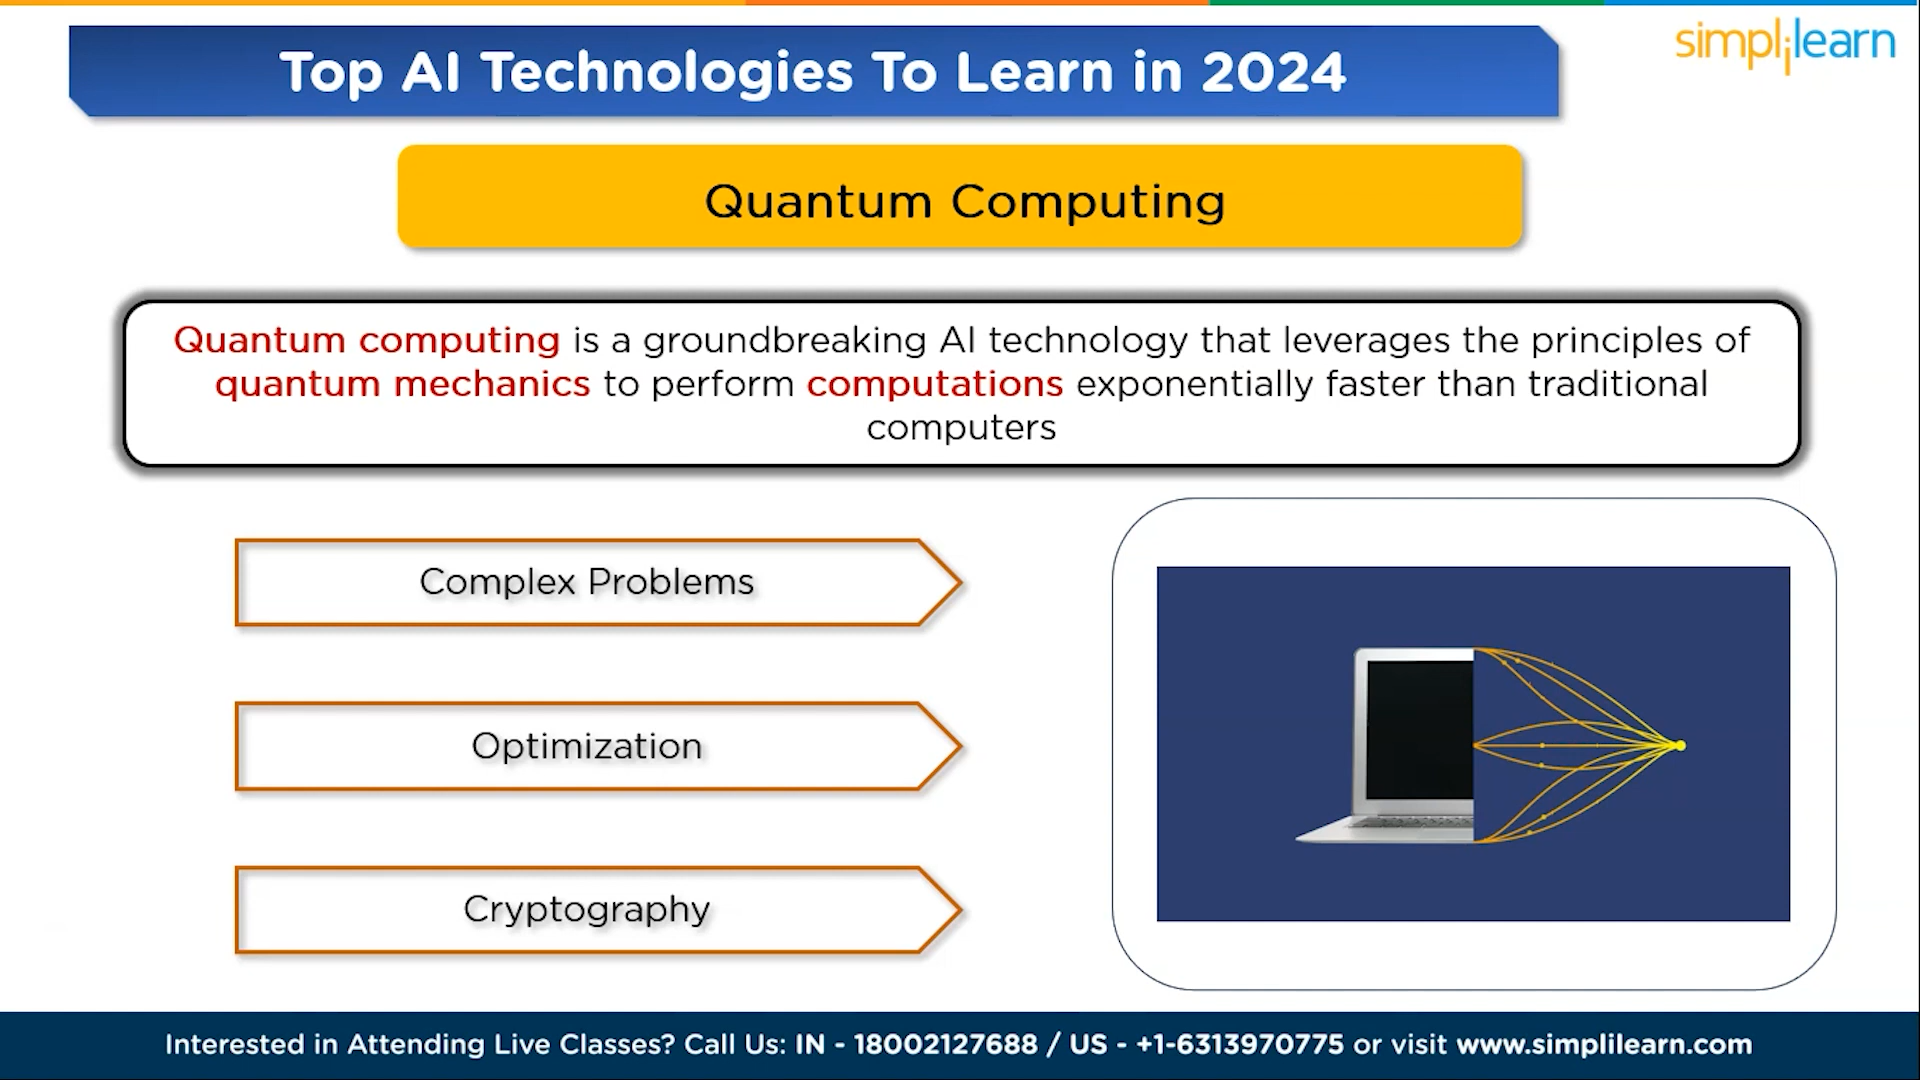 simplilearn
Top AI Technologies To Learn in 2024
Quantum Computing
Quantum computing is a groundbreaking AI technology that leverages the principles of
quantum mechanics to perform computations exponentially faster than traditional
computers
Complex Problems
Optimization
Cryptography
Interested in Attending Live Classes? Call Us: IN - 18002127688 / US - +1-6313970775 or visit www.simplilearn.com